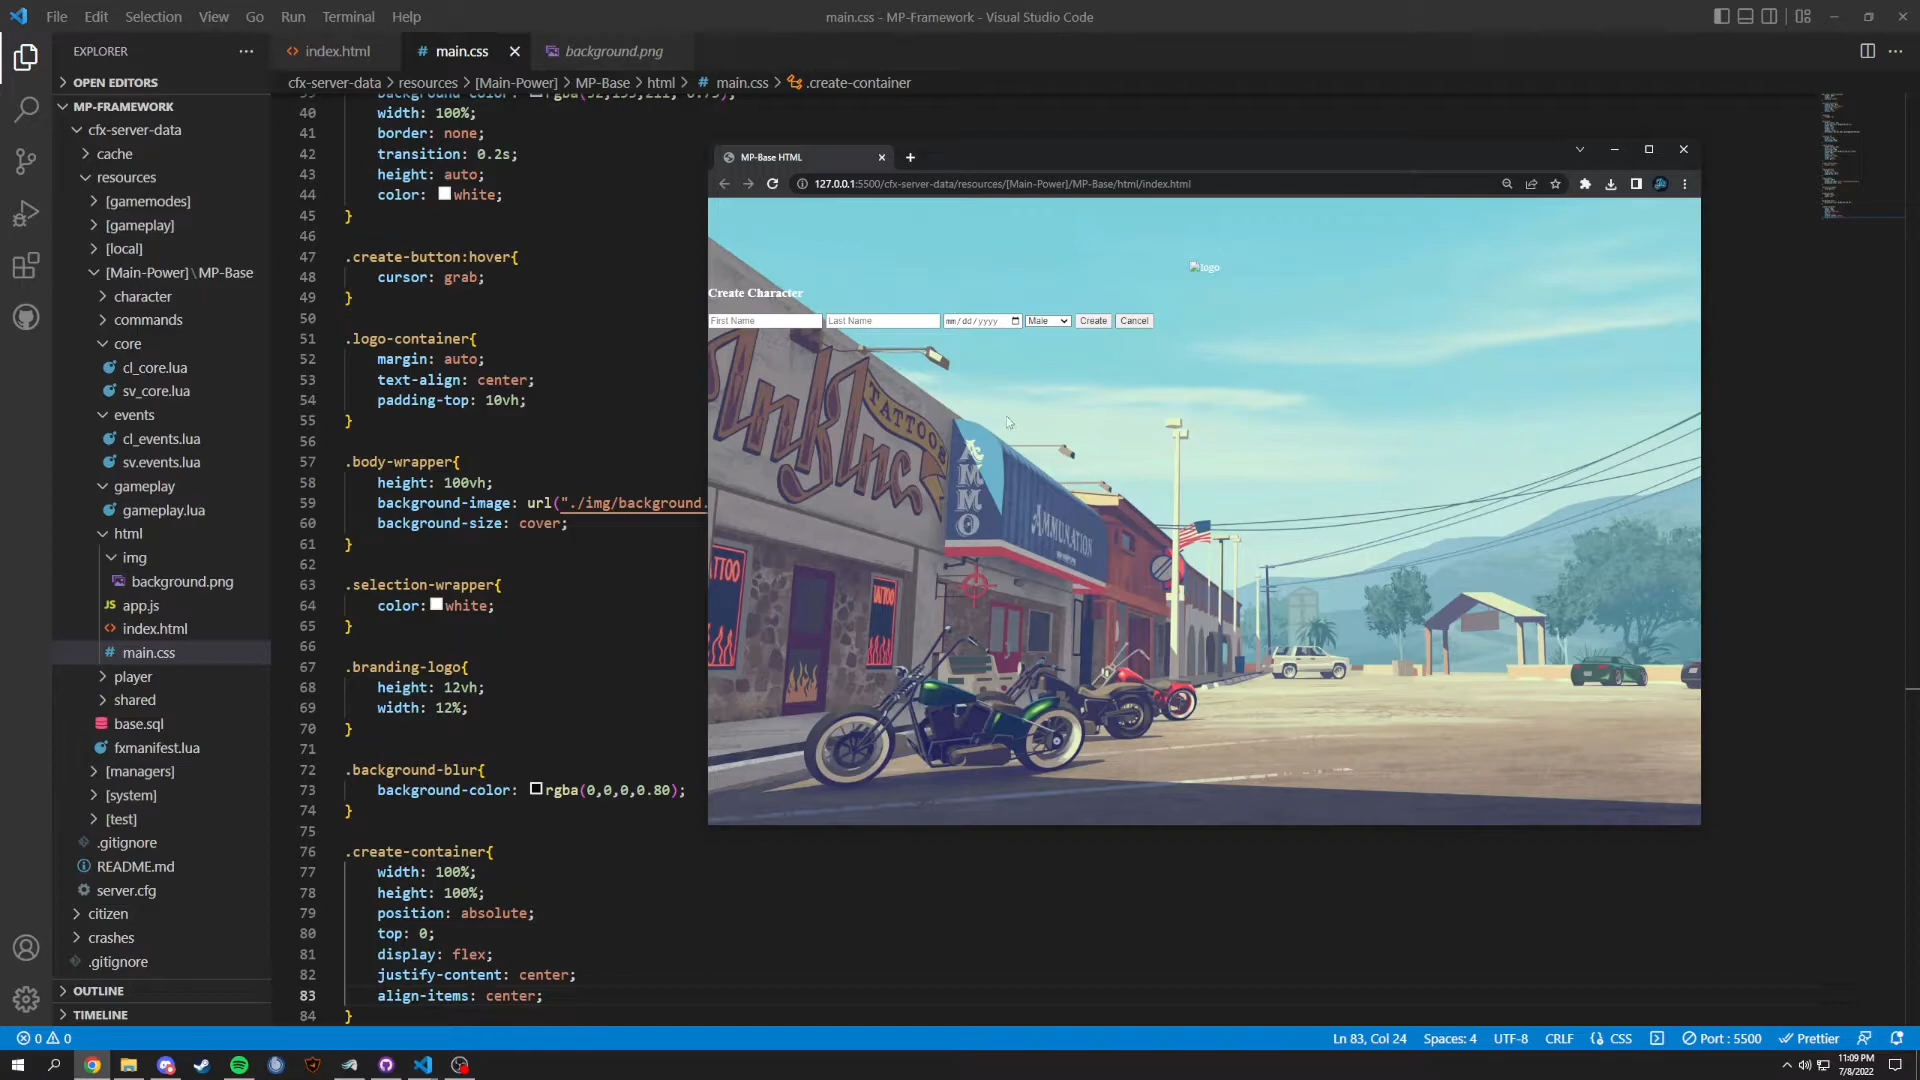 File Edit Selection View Go Run Terminal Help
main.css - MP-Framework - Visual Studio Code
EXPLORER
index.html
# main.css
background.png
OPEN EDITORS
cfx-server-data > resources > [Main-Power] > MP-Base > html > # main.css > .create-container
MP-FRAMEWORK
cfx-server-data
cache
resources
[gamemodes]
[gameplay]
[local]
[Main-Power] \ MP-Base
character
commands
core
cl_core.lua
sv_core.lua
events
cl_events.lua
sv.events.lua
gameplay
gameplay.lua
html
img
background.png
JS app.js
index.html
# main.css
player
shared
base.sql
fxmanifest.lua
[managers]
[system]
[test]
.gitignore
README.md
server.cfg
citizen
crashes
.gitignore
OUTLINE
TIMELINE
40 width: 100%;
41 border: none;
42 transition: 0.2s;
43 height: auto;
44 color: white;
45 }
46
47 .create-button:hover{
48 cursor: grab;
49 }
50
51 .logo-container{
52 margin: auto;
53 text-align: center;
54 padding-top: 10vh;
55 }
56
57 .body-wrapper{
58 height: 100vh;
59 background-image: url("./img/background.
60 background-size: cover;
61 }
62
63 .selection-wrapper{
64 color: white;
65 }
66
67 .branding-logo{
68 height: 12vh;
69 width: 12%;
70 }
71
72 .background-blur{
73 background-color: rgba(0,0,0,0.80);
74 }
75
76 .create-container{
77 width: 100%;
78 height: 100%;
79 position: absolute;
80 top: 0;
81 display: flex;
82 justify-content: center;
83 align-items: center;
84 }
MP-Base HTML
127.0.0.1:5500/cfx-server-data/resources/[Main-Power]/MP-Base/html/index.html
logo
Create Character
First Name Last Name mm/dd/yyyy Male Create Cancel
InkInc
TATTOOS
AMMO
AMMUNATION
TATTOO
TATTOO
0 0
Ln 83, Col 24 Spaces: 4 UTF-8 CRLF CSS Port : 5500 Prettier
11:09 PM
7/8/2022